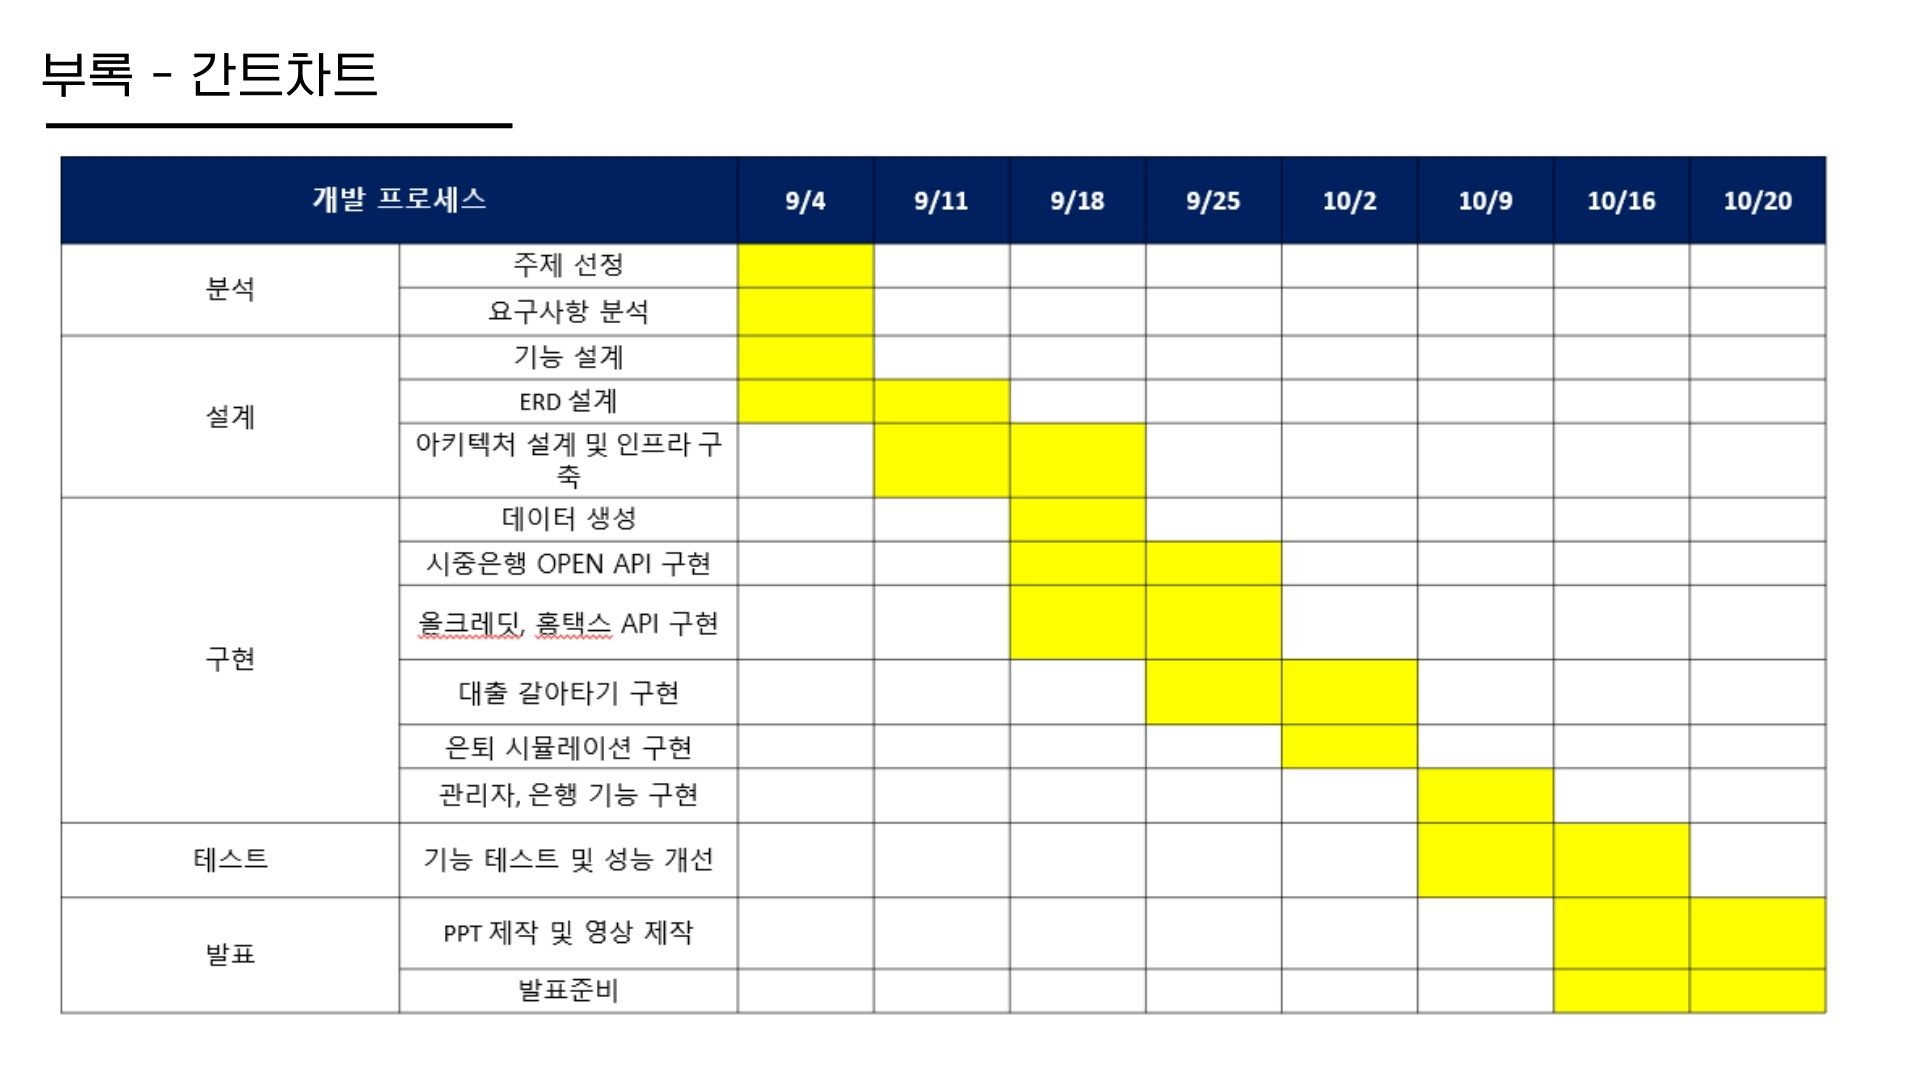 부록 - 간트차트
개발 프로세스 9/4 9/11 9/18 9/25 10/2 10/9 10/16 10/20
분석
주제 선정
요구사항 분석
설계
기능 설계
ERD 설계
아키텍처 설계 및 인프라 구
축
구현
데이터 생성
시중은행 OPEN API 구현
올크레딧, 홈택스 API 구현
대출 갈아타기 구현
은퇴 시뮬레이션 구현
관리자, 은행 기능 구현
테스트
기능 테스트 및 성능 개선
발표
PPT 제작 및 영상 제작
발표준비